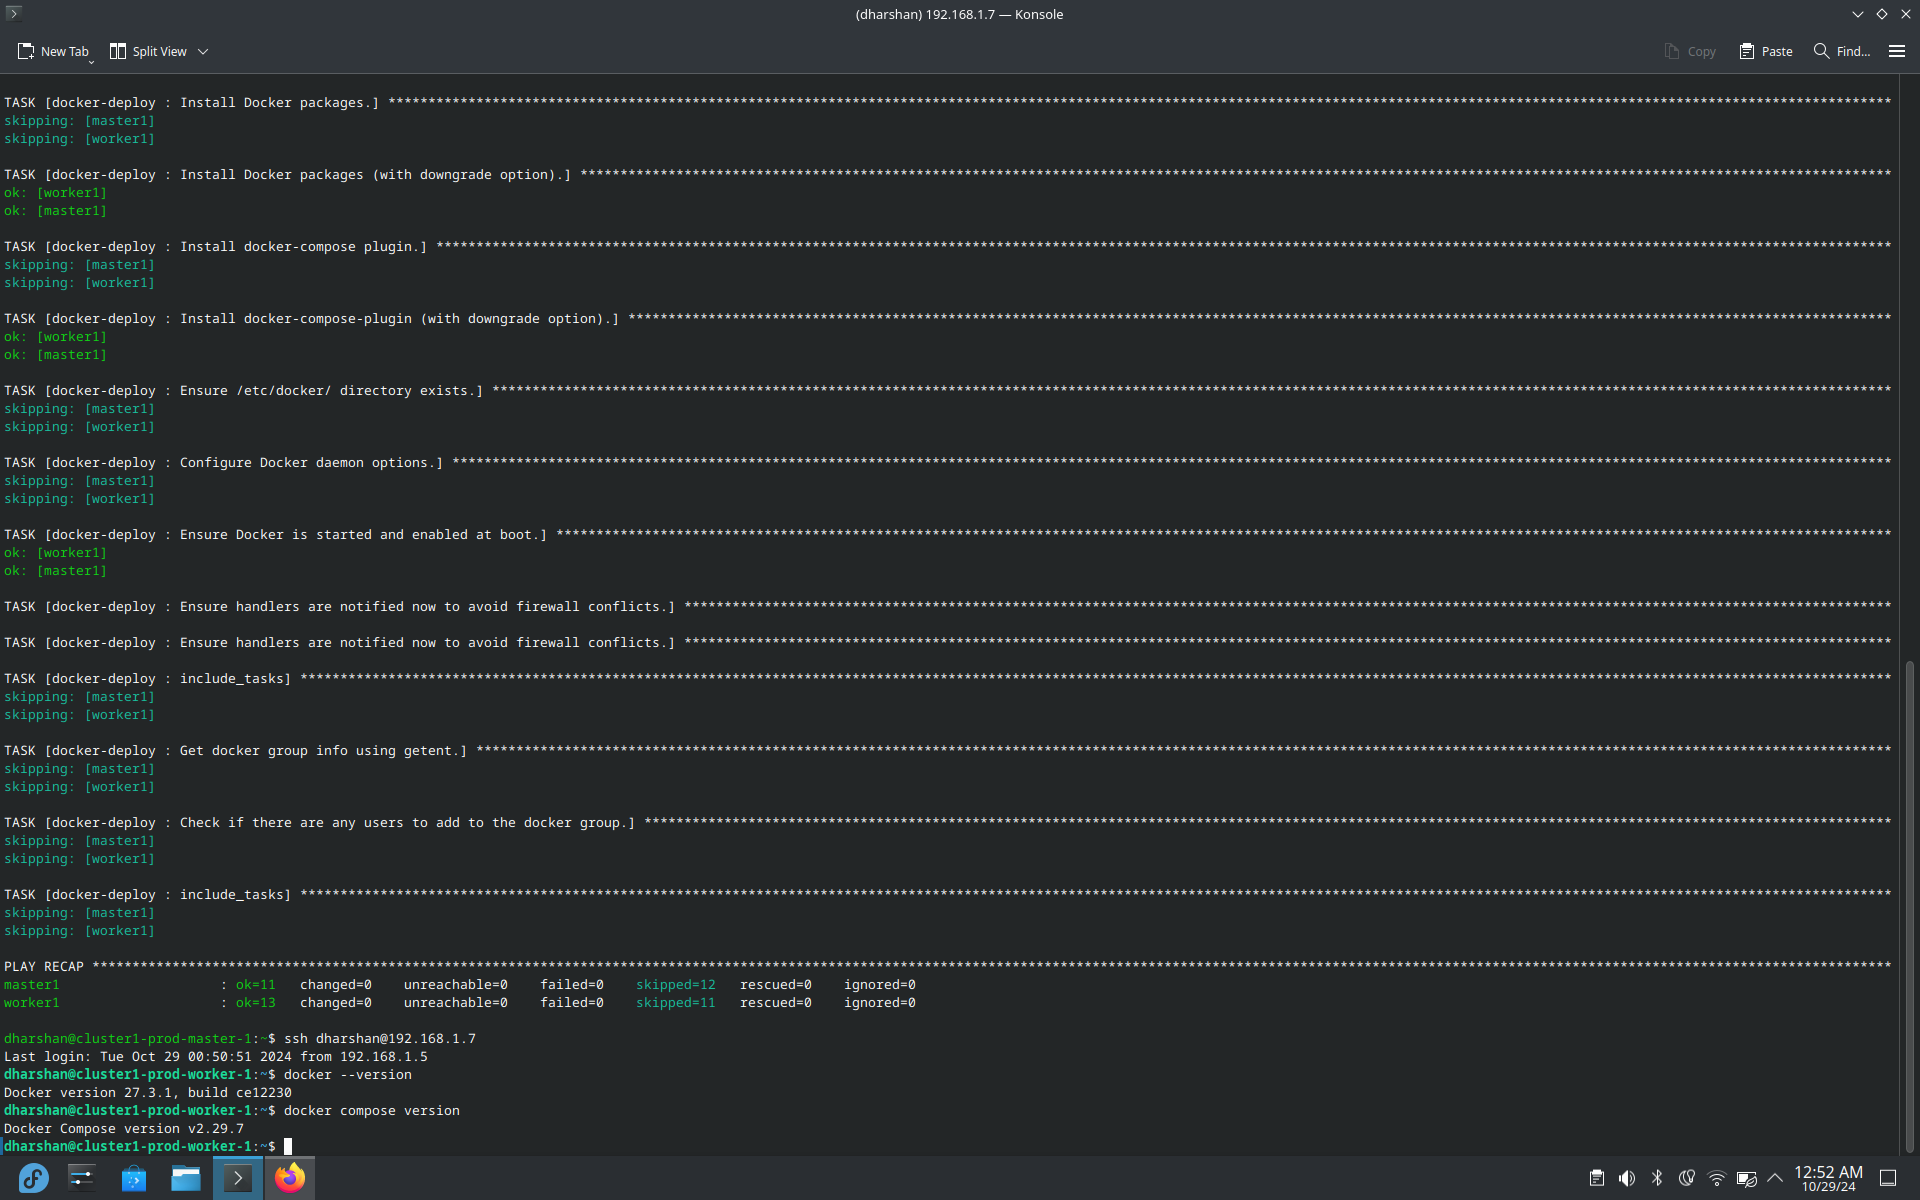 (dharshan) 192.168.1.7 — Konsole
New Tab Split View Copy Paste Find...
TASK [docker-deploy : Install Docker packages.] ********************************************************************************************************************************************************************************************
skipping: [master1]
skipping: [worker1]
TASK [docker-deploy : Install Docker packages (with downgrade option).] ********************************************************************************************************************************************************************
ok: [worker1]
ok: [master1]
TASK [docker-deploy : Install docker-compose plugin.] **************************************************************************************************************************************************************************************
skipping: [master1]
skipping: [worker1]
TASK [docker-deploy : Install docker-compose-plugin (with downgrade option).] **************************************************************************************************************************************************************
ok: [worker1]
ok: [master1]
TASK [docker-deploy : Ensure /etc/docker/ directory exists.] *******************************************************************************************************************************************************************************
skipping: [master1]
skipping: [worker1]
TASK [docker-deploy : Configure Docker daemon options.] ************************************************************************************************************************************************************************************
skipping: [master1]
skipping: [worker1]
TASK [docker-deploy : Ensure Docker is started and enabled at boot.] ***********************************************************************************************************************************************************************
ok: [worker1]
ok: [master1]
TASK [docker-deploy : Ensure handlers are notified now to avoid firewall conflicts.] *******************************************************************************************************************************************************
TASK [docker-deploy : Ensure handlers are notified now to avoid firewall conflicts.] *******************************************************************************************************************************************************
TASK [docker-deploy : include_tasks] *******************************************************************************************************************************************************************************************************
skipping: [master1]
skipping: [worker1]
TASK [docker-deploy : Get docker group info using getent.] *********************************************************************************************************************************************************************************
skipping: [master1]
skipping: [worker1]
TASK [docker-deploy : Check if there are any users to add to the docker group.] ************************************************************************************************************************************************************
skipping: [master1]
skipping: [worker1]
TASK [docker-deploy : include_tasks] *******************************************************************************************************************************************************************************************************
skipping: [master1]
skipping: [worker1]
PLAY RECAP *********************************************************************************************************************************************************************************************************************************
master1 : ok=11 changed=0 unreachable=0 failed=0 skipped=12 rescued=0 ignored=0
worker1 : ok=13 changed=0 unreachable=0 failed=0 skipped=11 rescued=0 ignored=0
dharshan@cluster1-prod-master-1:~$ ssh dharshan@192.168.1.7
Last login: Tue Oct 29 00:50:51 2024 from 192.168.1.5
dharshan@cluster1-prod-worker-1:~$ docker --version
Docker version 27.3.1, build ce12230
dharshan@cluster1-prod-worker-1:~$ docker compose version
Docker Compose version v2.29.7
dharshan@cluster1-prod-worker-1:~$
12:52 AM
10/29/24